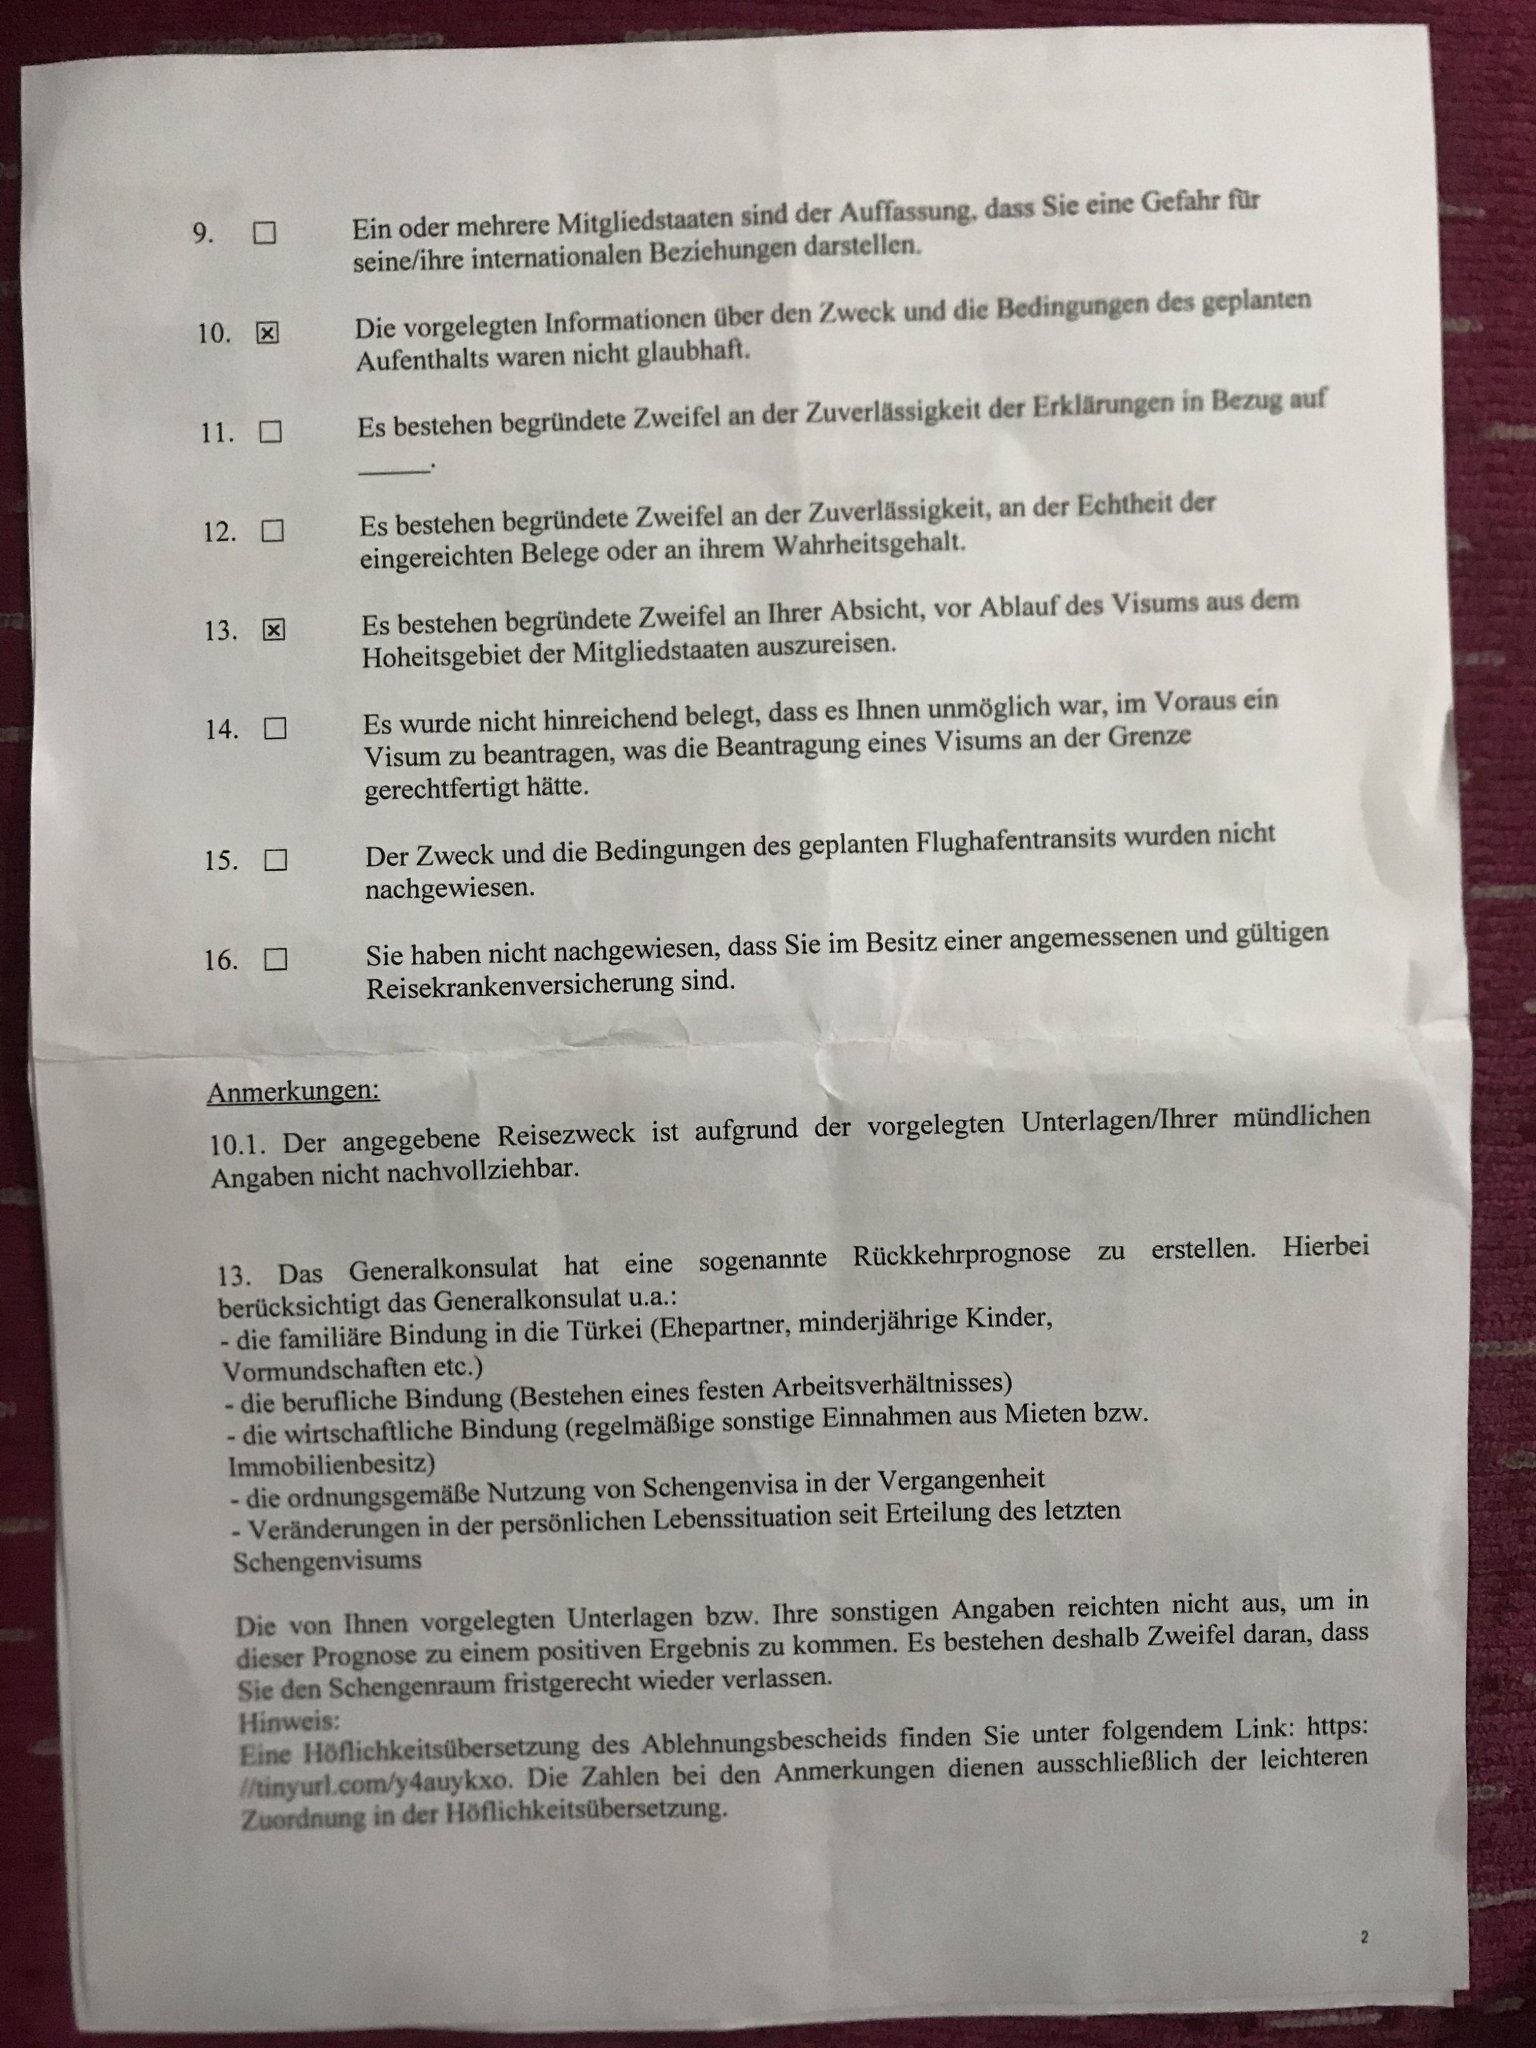 9. ☐ Ein oder mehrere Mitgliedstaaten sind der Auffassung, dass Sie eine Gefahr für
seine/ihre internationalen Beziehungen darstellen.
10. ☒ Die vorgelegten Informationen über den Zweck und die Bedingungen des geplanten
Aufenthalts waren nicht glaubhaft.
11. ☐ Es bestehen begründete Zweifel an der Zuverlässigkeit der Erklärungen in Bezug auf
_____.
12. ☐ Es bestehen begründete Zweifel an der Zuverlässigkeit, an der Echtheit der
eingereichten Belege oder an ihrem Wahrheitsgehalt.
13. ☒ Es bestehen begründete Zweifel an Ihrer Absicht, vor Ablauf des Visums aus dem
Hoheitsgebiet der Mitgliedstaaten auszureisen.
14. ☐ Es wurde nicht hinreichend belegt, dass es Ihnen unmöglich war, im Voraus ein
Visum zu beantragen, was die Beantragung eines Visums an der Grenze
gerechtfertigt hätte.
15. ☐ Der Zweck und die Bedingungen des geplanten Flughafentransits wurden nicht
nachgewiesen.
16. ☐ Sie haben nicht nachgewiesen, dass Sie im Besitz einer angemessenen und gültigen
Reisekrankenversicherung sind.
Anmerkungen:
10.1. Der angegebene Reisezweck ist aufgrund der vorgelegten Unterlagen/Ihrer mündlichen
Angaben nicht nachvollziehbar.
13. Das Generalkonsulat hat eine sogenannte Rückkehrprognose zu erstellen. Hierbei
berücksichtigt das Generalkonsulat u.a.:
- die familiäre Bindung in die Türkei (Ehepartner, minderjährige Kinder,
Vormundschaften etc.)
- die berufliche Bindung (Bestehen eines festen Arbeitsverhältnisses)
- die wirtschaftliche Bindung (regelmäßige sonstige Einnahmen aus Mieten bzw.
Immobilienbesitz)
- die ordnungsgemäße Nutzung von Schengenvisa in der Vergangenheit
- Veränderungen in der persönlichen Lebenssituation seit Erteilung des letzten
Schengenvisums
Die von Ihnen vorgelegten Unterlagen bzw. Ihre sonstigen Angaben reichten nicht aus, um in
dieser Prognose zu einem positiven Ergebnis zu kommen. Es bestehen deshalb Zweifel daran, dass
Sie den Schengenraum fristgerecht wieder verlassen.
Hinweis:
Eine Höflichkeitsübersetzung des Ablehnungsbescheids finden Sie unter folgendem Link: https:
//tinyurl.com/y4auykxo. Die Zahlen bei den Anmerkungen dienen ausschließlich der leichteren
Zuordnung in der Höflichkeitsübersetzung.
2